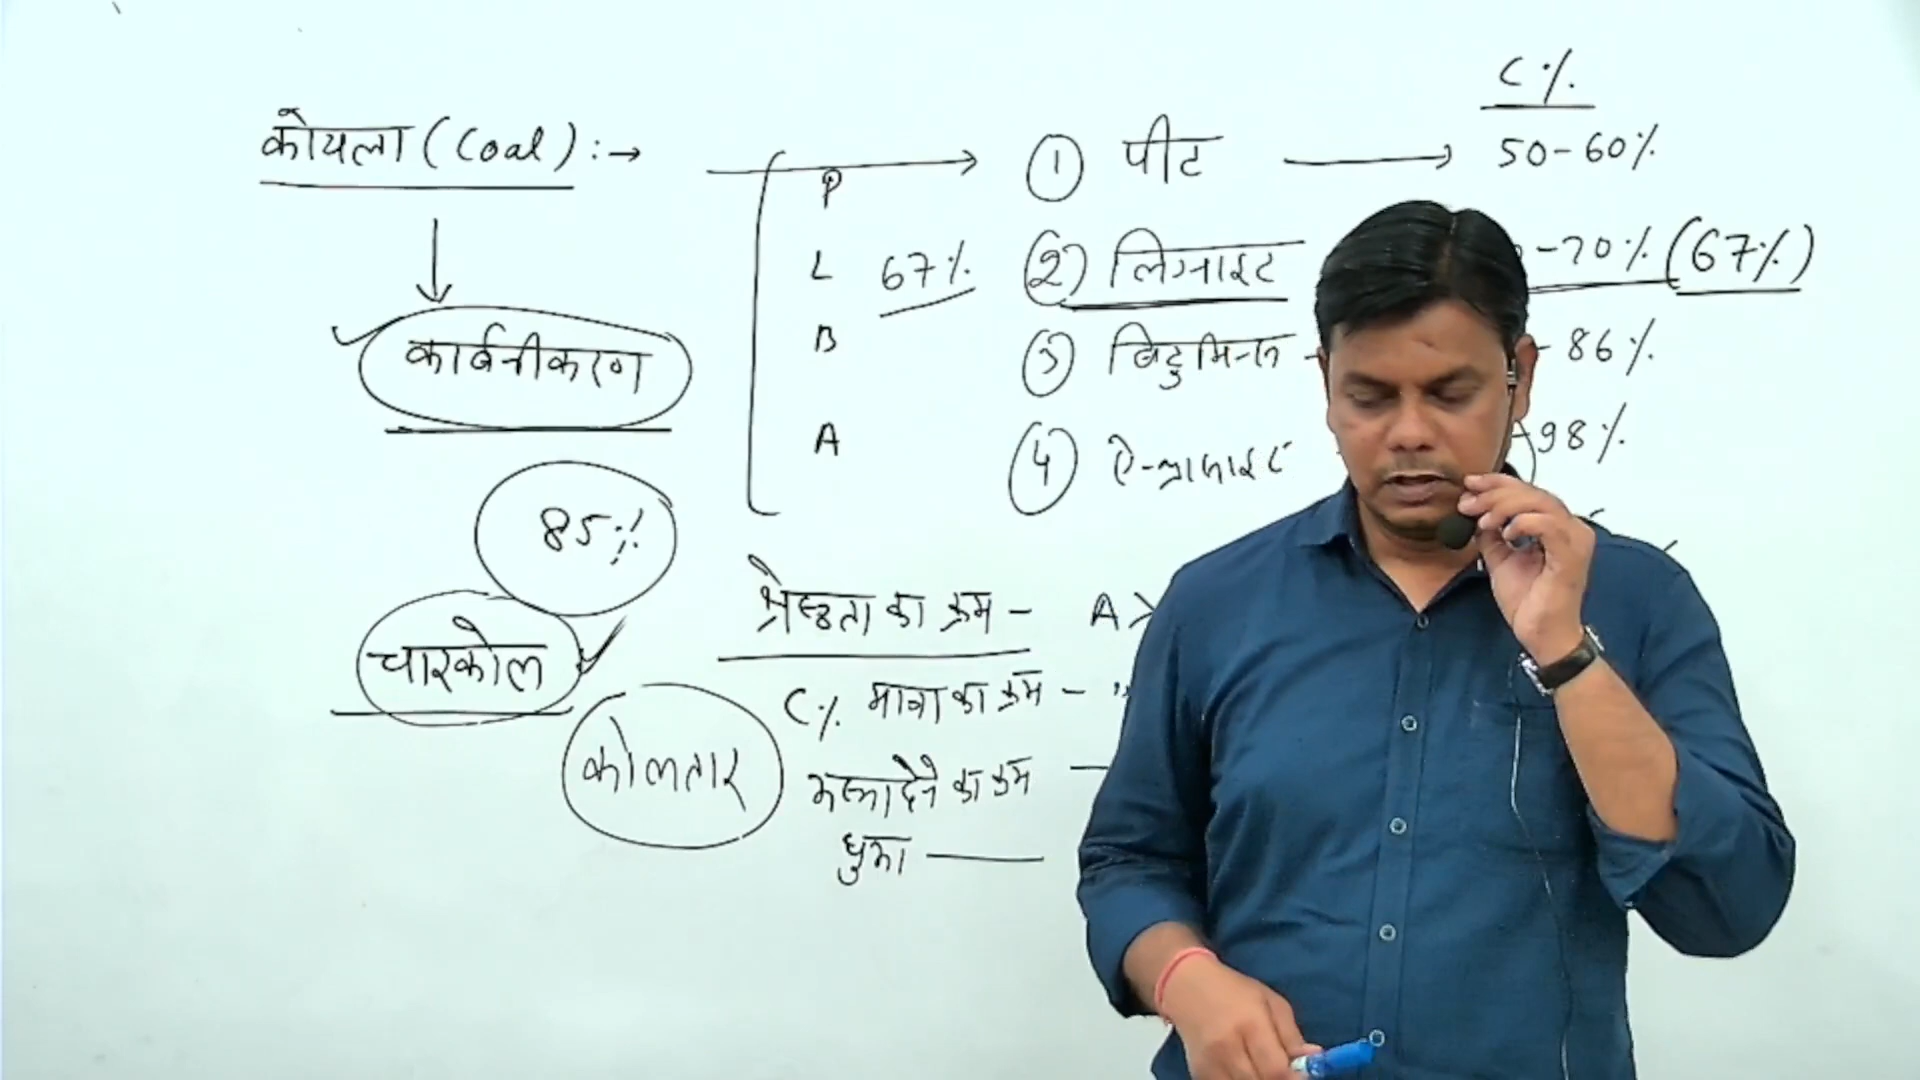 C%
कोयला (Coal) :→ ① पीट → 50-60%
P
L 67% ② लिग्नाइट -70% (67%)
B ③ बिटुमिनस - 86%
कार्बनीकरण
A ④ ऐन्थ्रासाइट -98%
85%
श्रेष्ठता का क्रम - A>
चारकोल
C% मात्रा का क्रम - "
कोलतार
का क्रम —
धुआ —